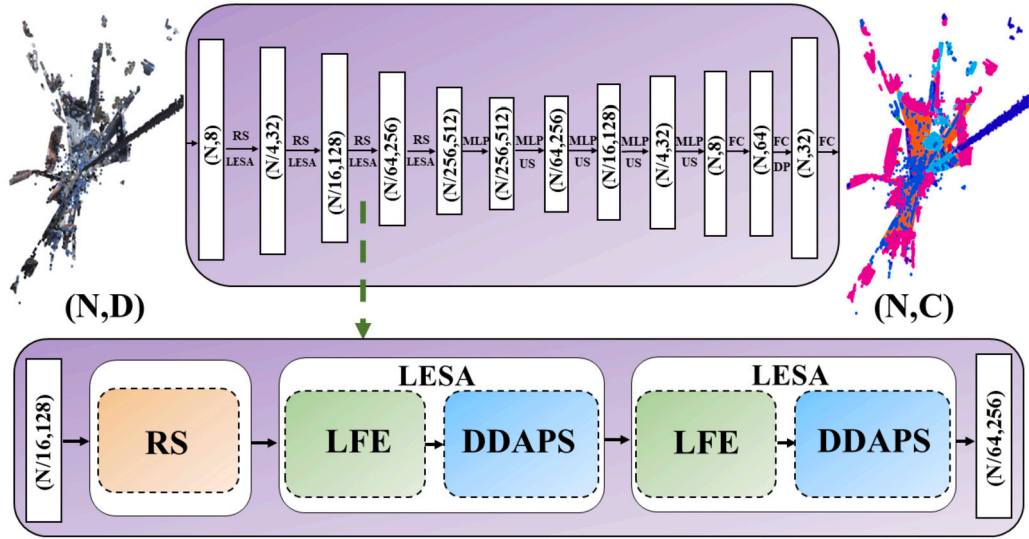 (N,8)
RS
LESA
(N/4,32)
RS
LESA
(N/16,128)
RS
LESA
(N/64,256)
RS
LESA
(N/256,512)
MLP
(N/256,512)
MLP
US
(N/64,256)
MLP
US
(N/16,128)
MLP
US
(N/4,32)
MLP
US
(N,8)
FC
(N,64)
FC
DP
(N,32)
FC
(N,D)
(N,C)
(N/16,128)
RS
LESA
LFE
DDAPS
LESA
LFE
DDAPS
(N/64,256)